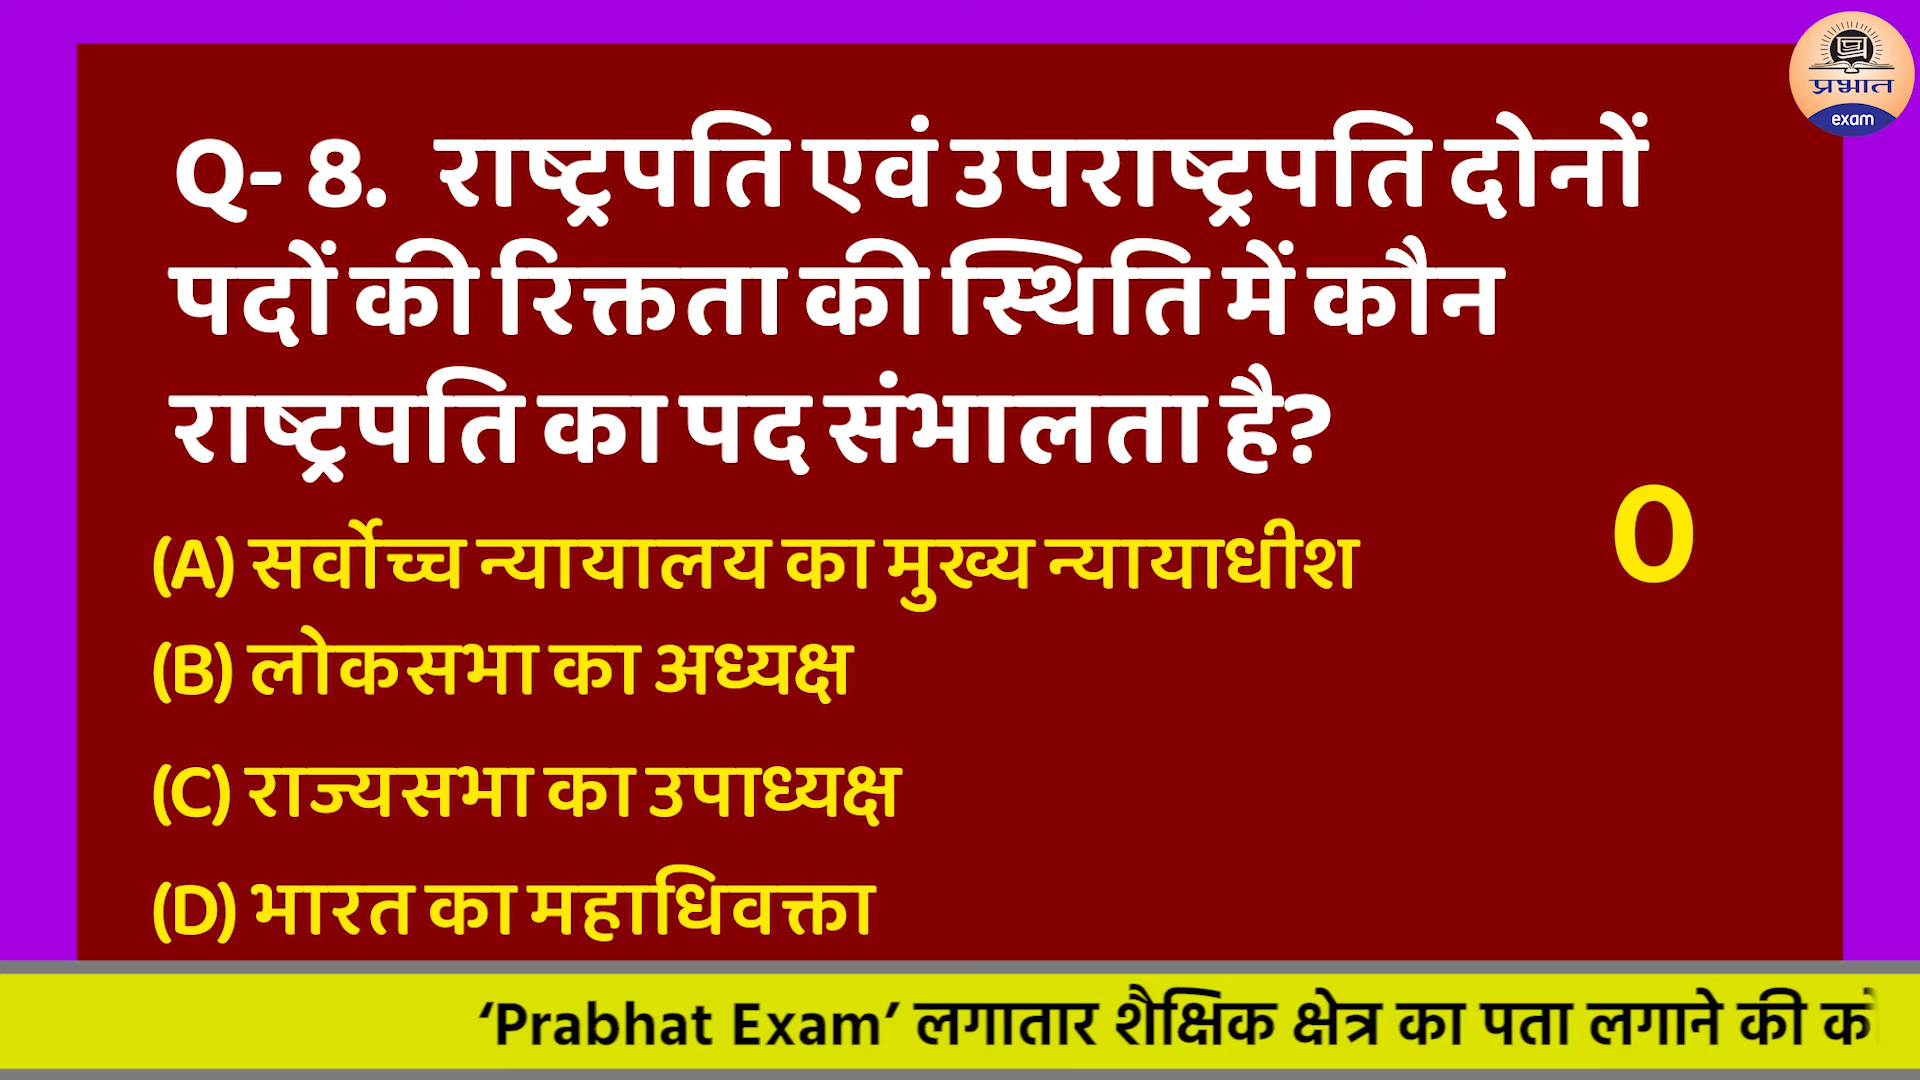 प्रभात
exam
Q- 8. राष्ट्रपति एवं उपराष्ट्रपति दोनों
पदों की रिक्तता की स्थिति में कौन
राष्ट्रपति का पद संभालता है?
0
(A) सर्वोच्च न्यायालय का मुख्य न्यायाधीश
(B) लोकसभा का अध्यक्ष
(C) राज्यसभा का उपाध्यक्ष
(D) भारत का महाधिवक्ता
‘Prabhat Exam’ लगातार शैक्षिक क्षेत्र का पता लगाने की